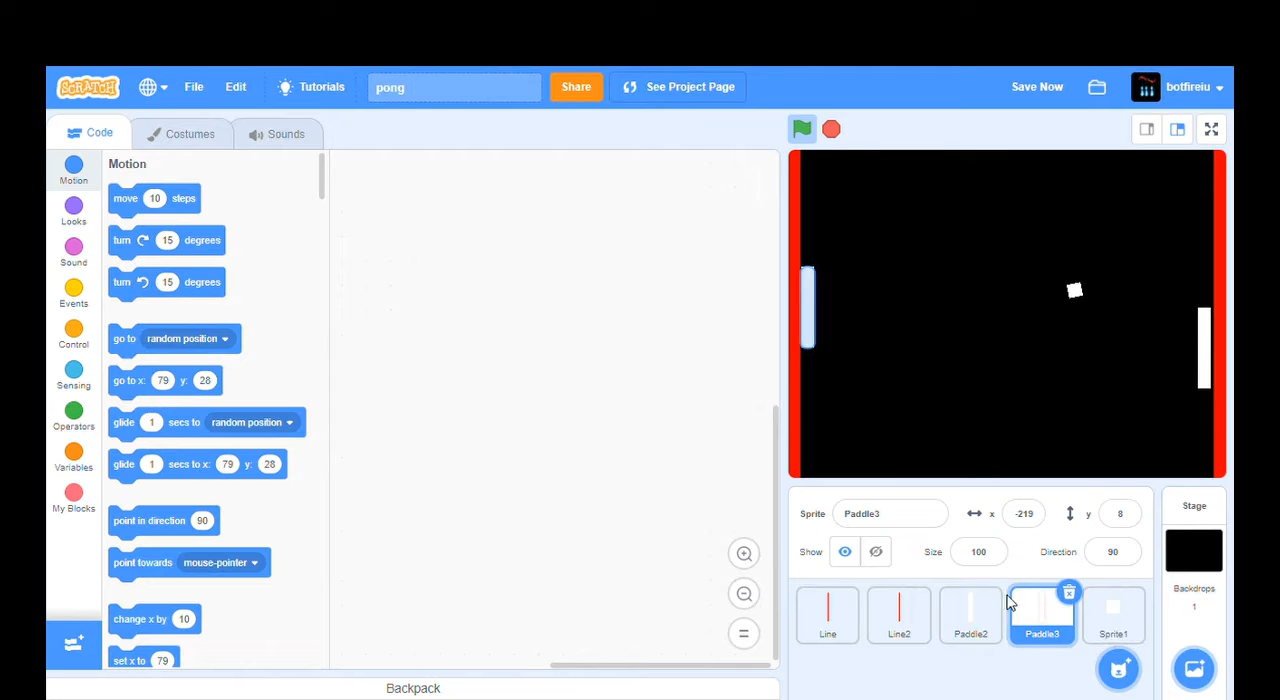 SCRATCH File Edit Tutorials pong Share See Project Page Save Now botfireiu
Code Costumes Sounds
Motion
Looks
Sound
Events
Control
Sensing
Operators
Variables
My Blocks
Motion
move 10 steps
turn 15 degrees
turn 15 degrees
go to random position
go to x: 79 y: 28
glide 1 secs to random position
glide 1 secs to x: 79 y: 28
point in direction 90
point towards mouse-pointer
change x by 10
set x to 79
Backpack
Sprite Paddle3 x -219 y 8
Show Size 100 Direction 90
Line Line2 Paddle2 Paddle3 Sprite1
Stage
Backdrops
1